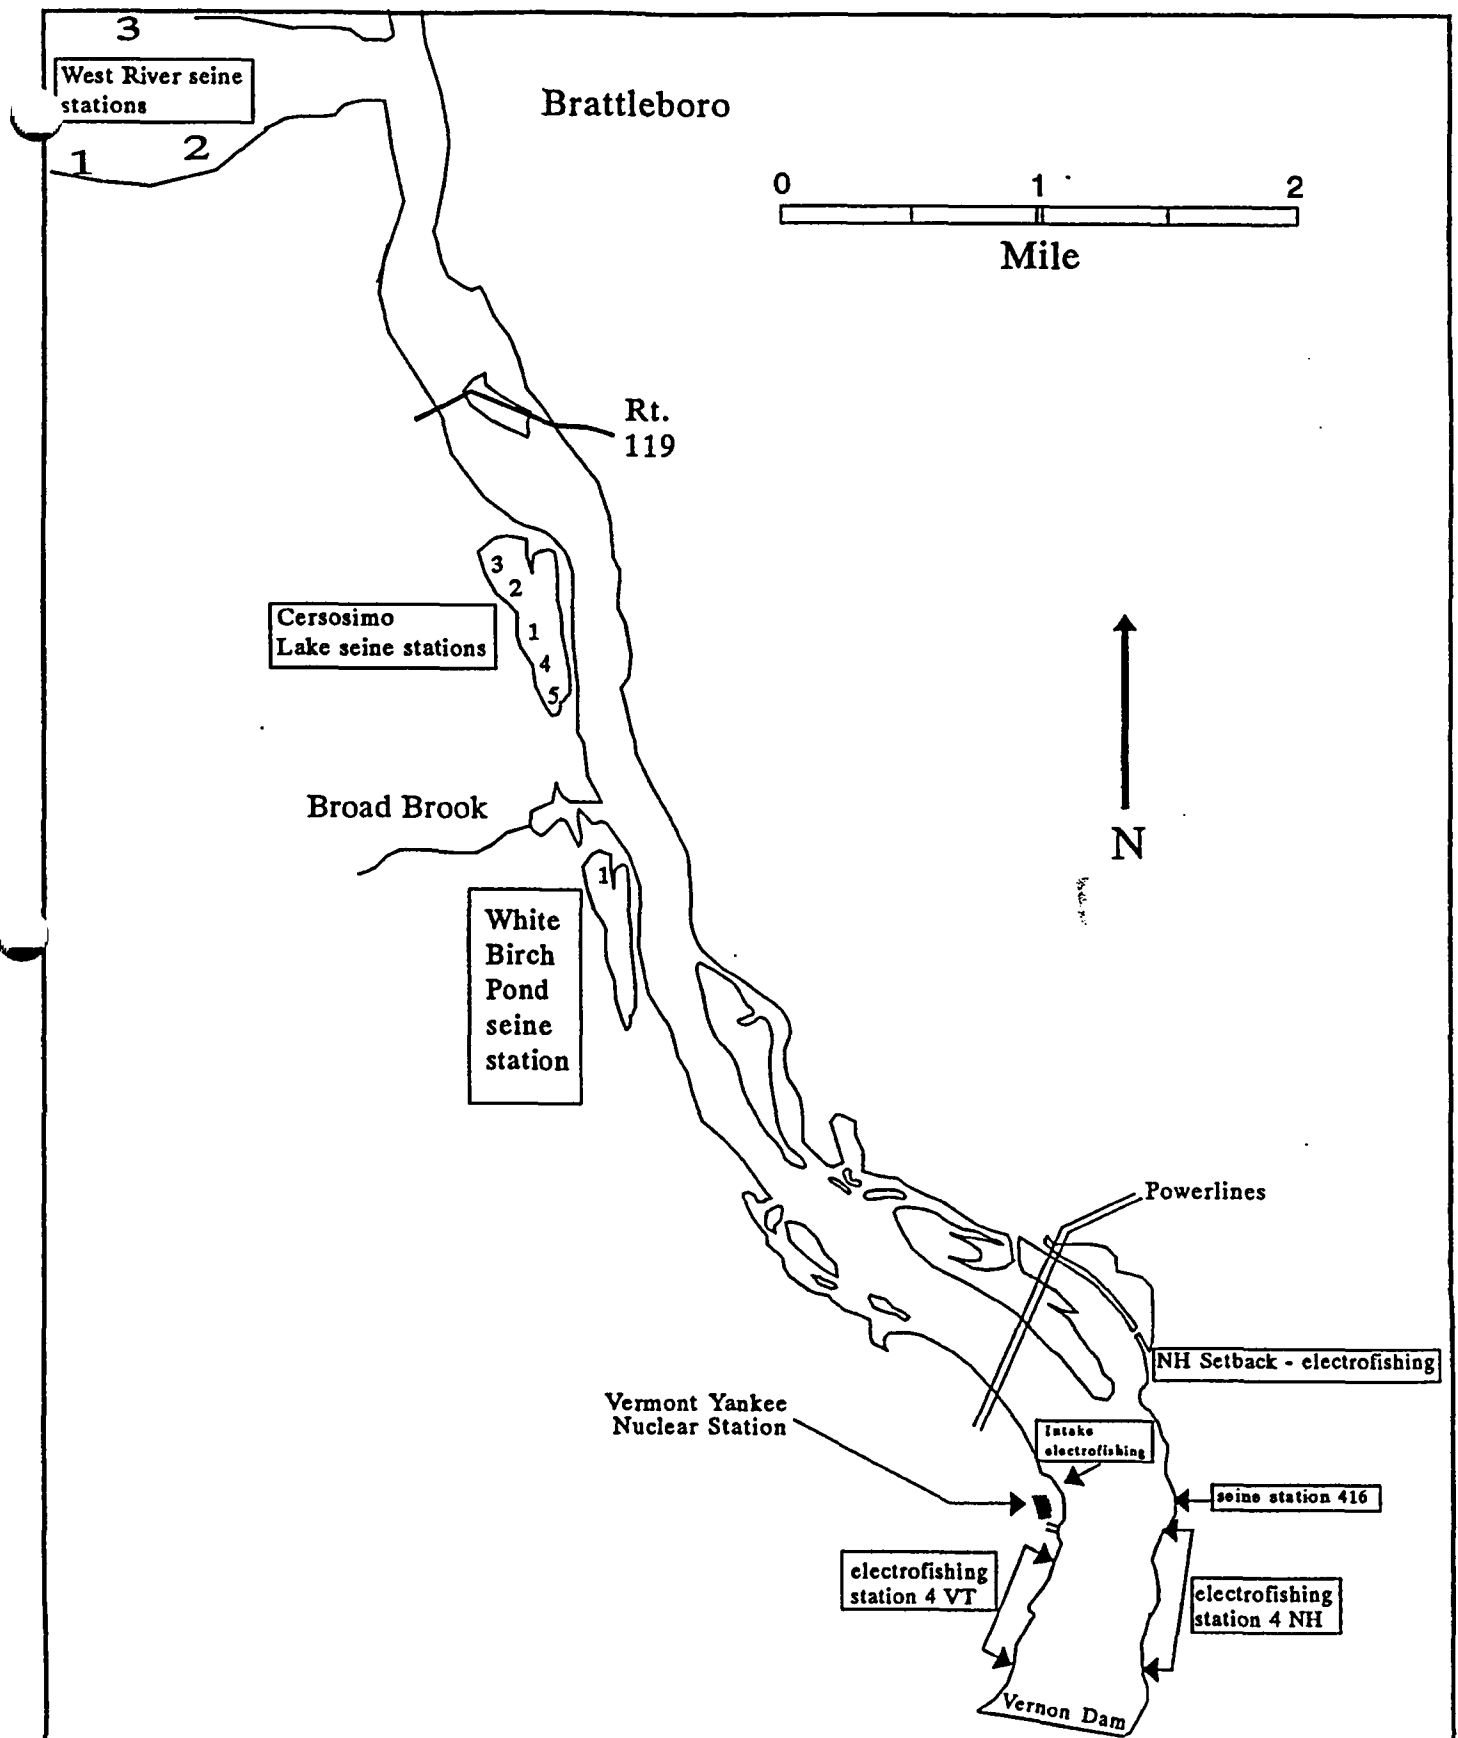 3
West River seine
stations
1
2
Brattleboro
0 1 2
Mile
Rt.
119
3
2
1
4
5
Cersosimo
Lake seine stations
Broad Brook
N
1
White
Birch
Pond
seine
station
Powerlines
NH Setback - electrofishing
Vermont Yankee
Nuclear Station
Intake
electrofishing
seine station 416
electrofishing
station 4 VT
electrofishing
station 4 NH
Vernon Dam